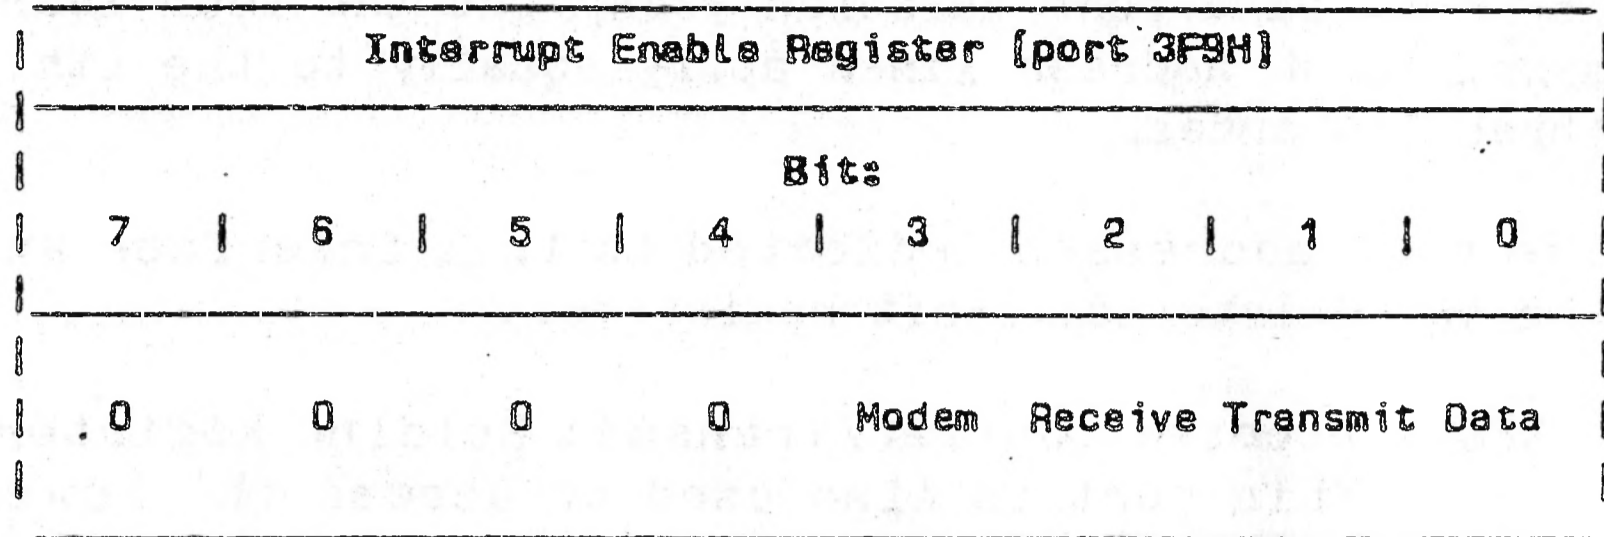 Interrupt Enable Register (port 3F9H)
Bit:
7 | 6 | 5 | 4 | 3 | 2 | 1 | 0
0 0 0 0 Modem Receive Transmit Data